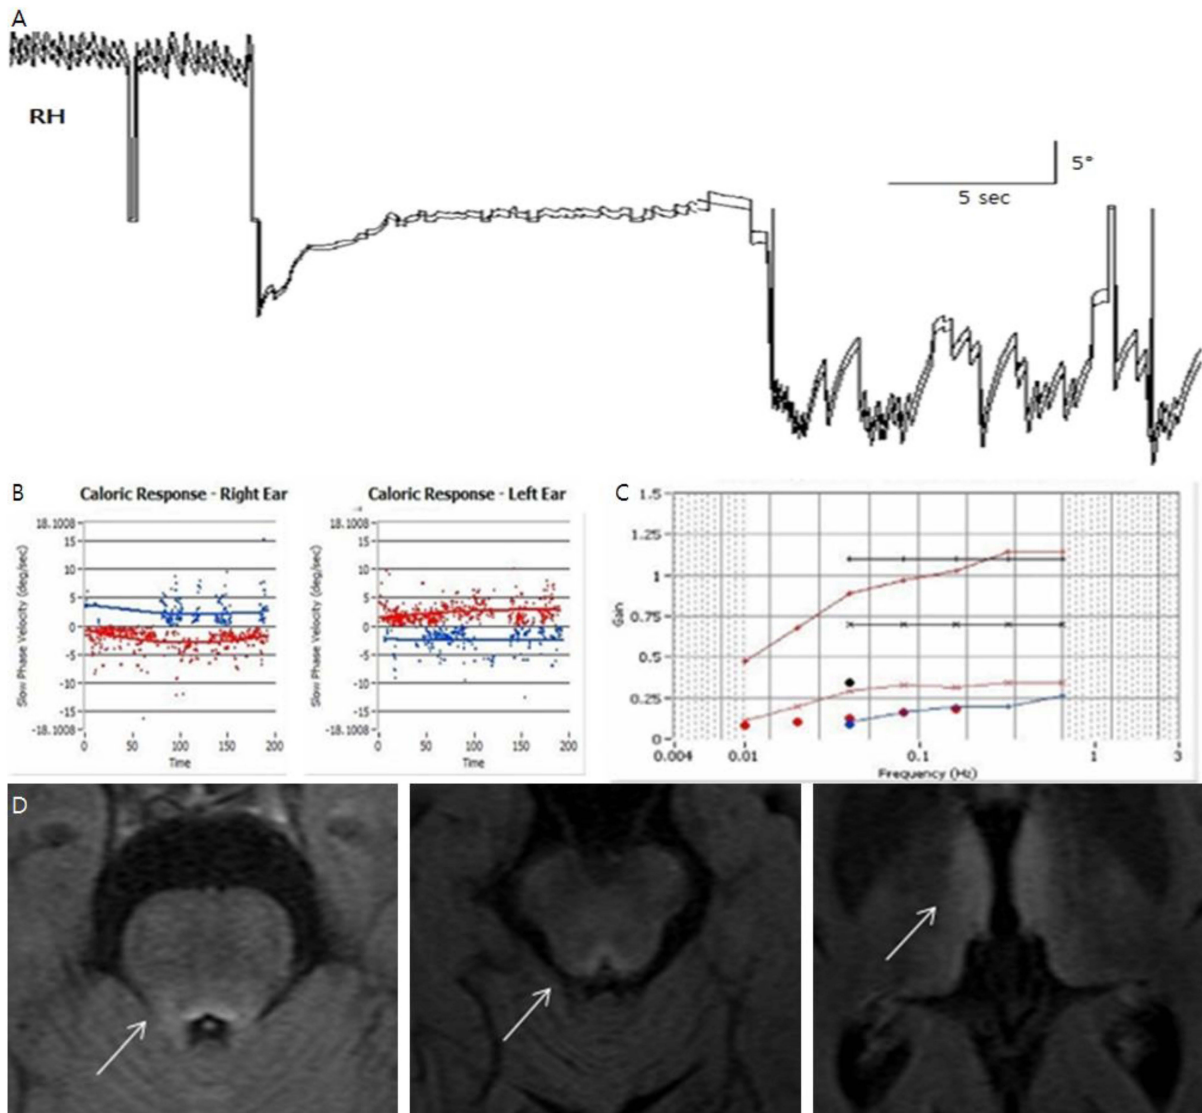 A
RH
5°
5 sec
B
Caloric Response - Right Ear
Caloric Response - Left Ear
C
Slow Phase Velocity (deg/sec)
18.1008
15
10
5
0
-5
-10
-15
-18.1008
0
50
100
150
200
Time
Slow Phase Velocity (deg/sec)
18.1008
15
10
5
0
-5
-10
-15
-18.1008
0
50
100
150
200
Time
Gain
1.5
1.25
1
0.75
0.5
0.25
0
0.004
0.01
0.1
1
3
Frequency (Hz)
D